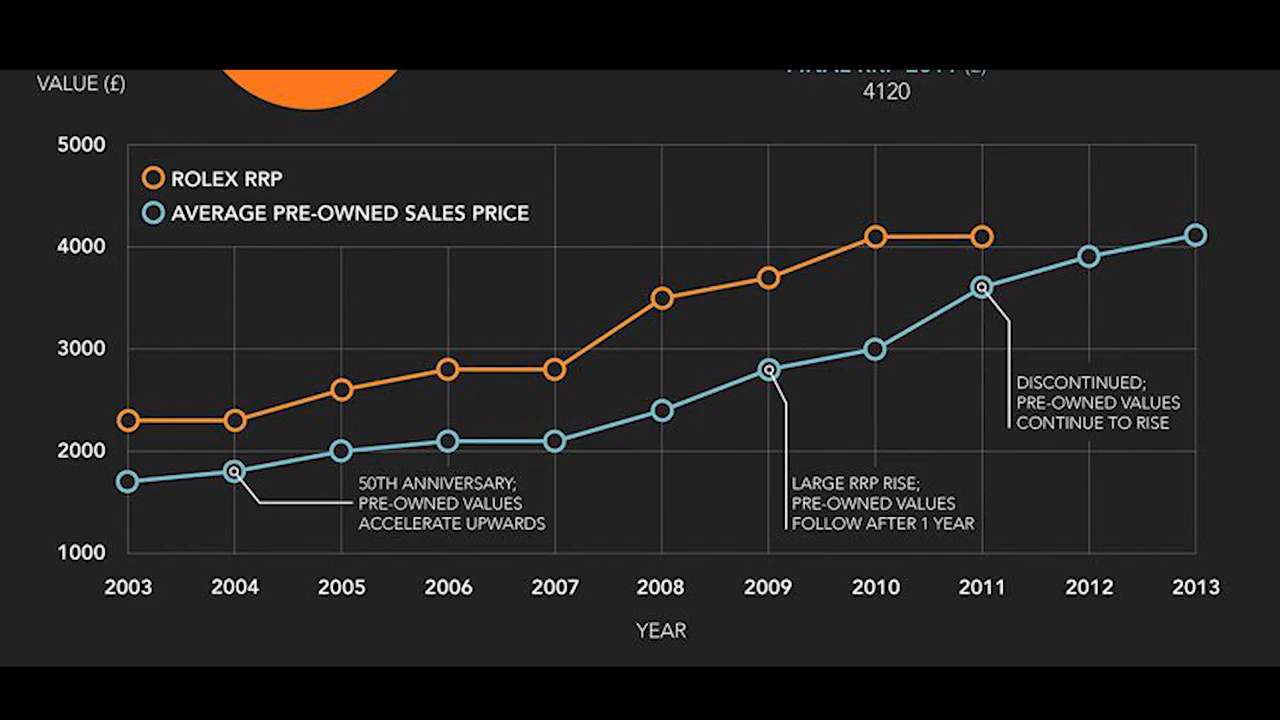 VALUE (£)
4120
5000
ROLEX RRP
AVERAGE PRE-OWNED SALES PRICE
4000
3000
DISCONTINUED;
PRE-OWNED VALUES
CONTINUE TO RISE
2000
50TH ANNIVERSARY;
PRE-OWNED VALUES
ACCELERATE UPWARDS
LARGE RRP RISE;
PRE-OWNED VALUES
FOLLOW AFTER 1 YEAR
1000
2003 2004 2005 2006 2007 2008 2009 2010 2011 2012 2013
YEAR